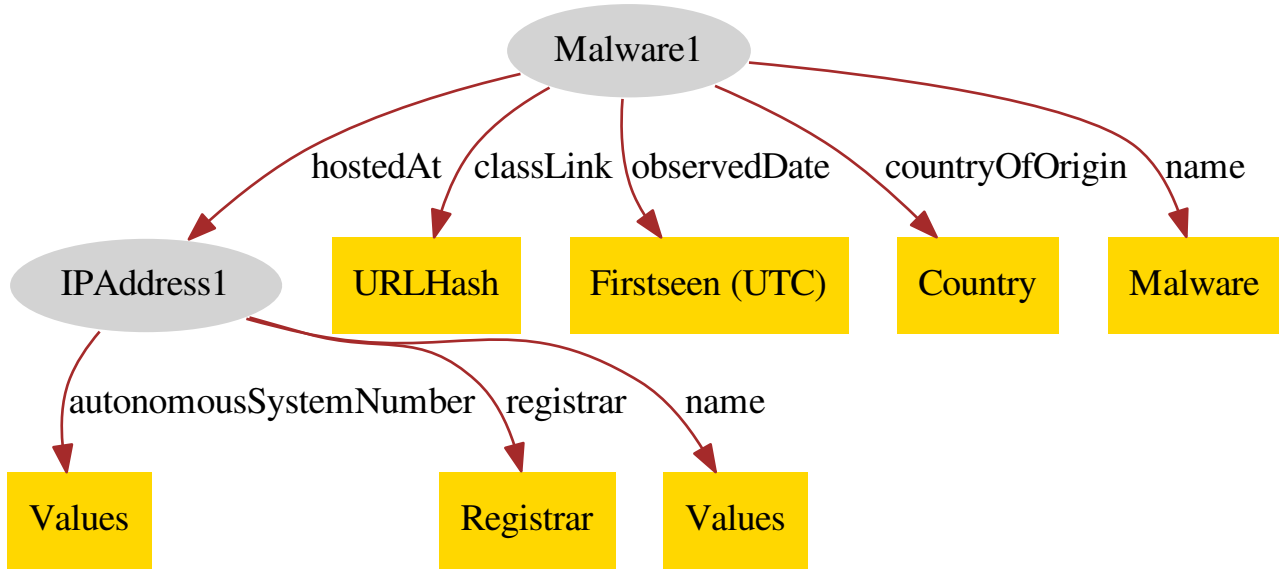 Malware1
hostedAt classLink observedDate countryOfOrigin name
IPAddress1 URLHash Firstseen (UTC) Country Malware
autonomousSystemNumber registrar name
Values Registrar Values